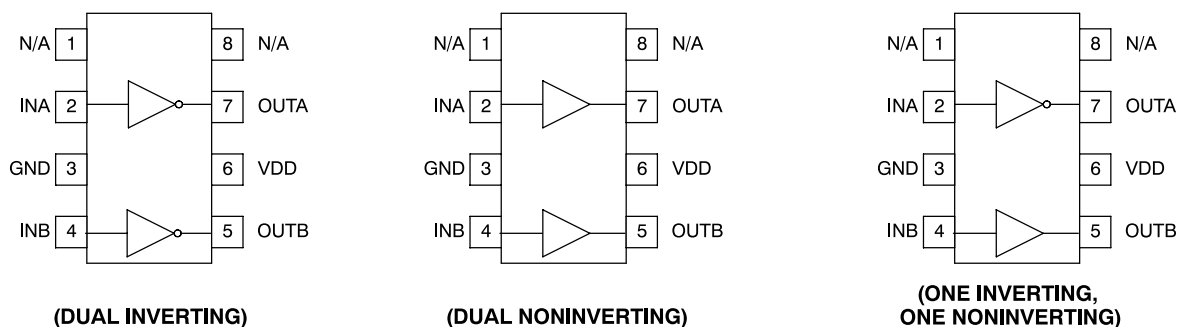 N/A 1 8 N/A
INA 2 7 OUTA
GND 3 6 VDD
INB 4 5 OUTB
(DUAL INVERTING)
N/A 1 8 N/A
INA 2 7 OUTA
GND 3 6 VDD
INB 4 5 OUTB
(DUAL NONINVERTING)
N/A 1 8 N/A
INA 2 7 OUTA
GND 3 6 VDD
INB 4 5 OUTB
(ONE INVERTING,
ONE NONINVERTING)